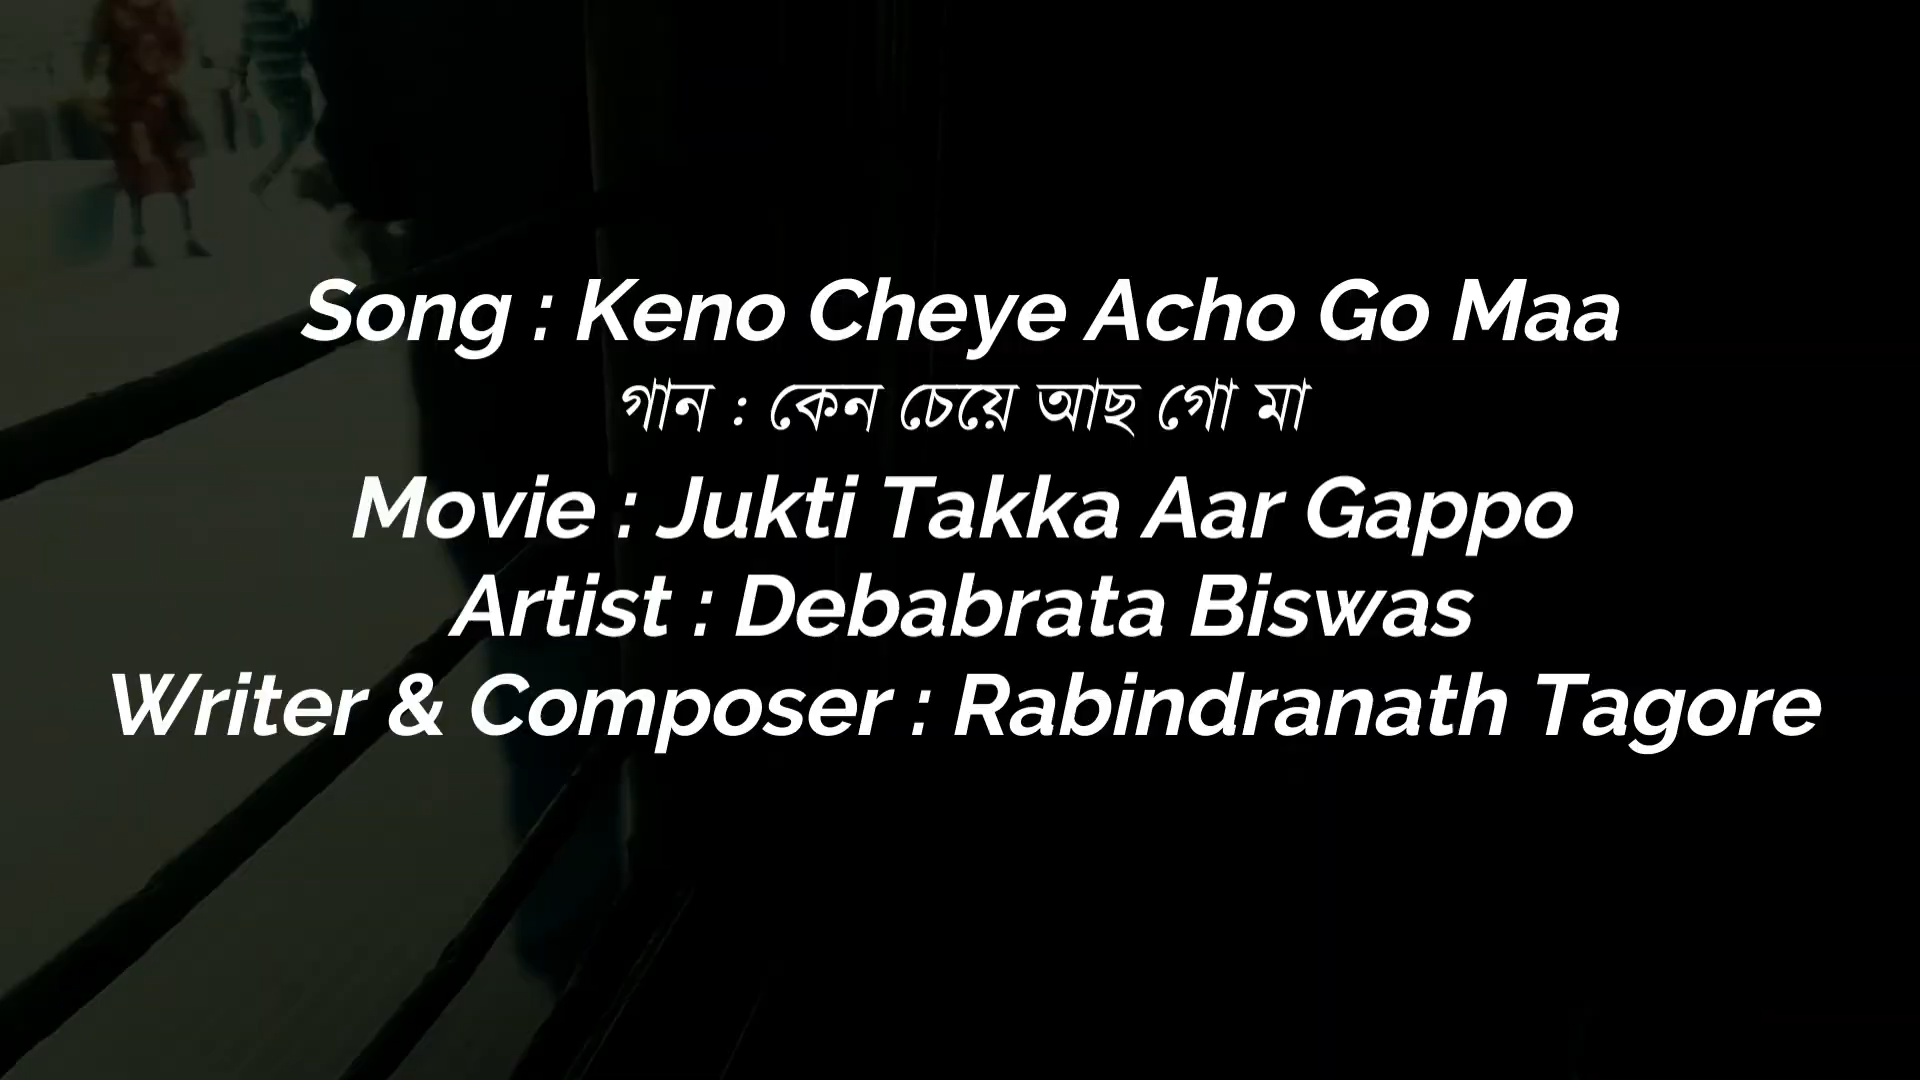 Song : Keno Cheye Acho Go Maa
গান : কেন চেয়ে আছ গো মা
Movie : Jukti Takka Aar Gappo
Artist : Debabrata Biswas
Writer & Composer : Rabindranath Tagore